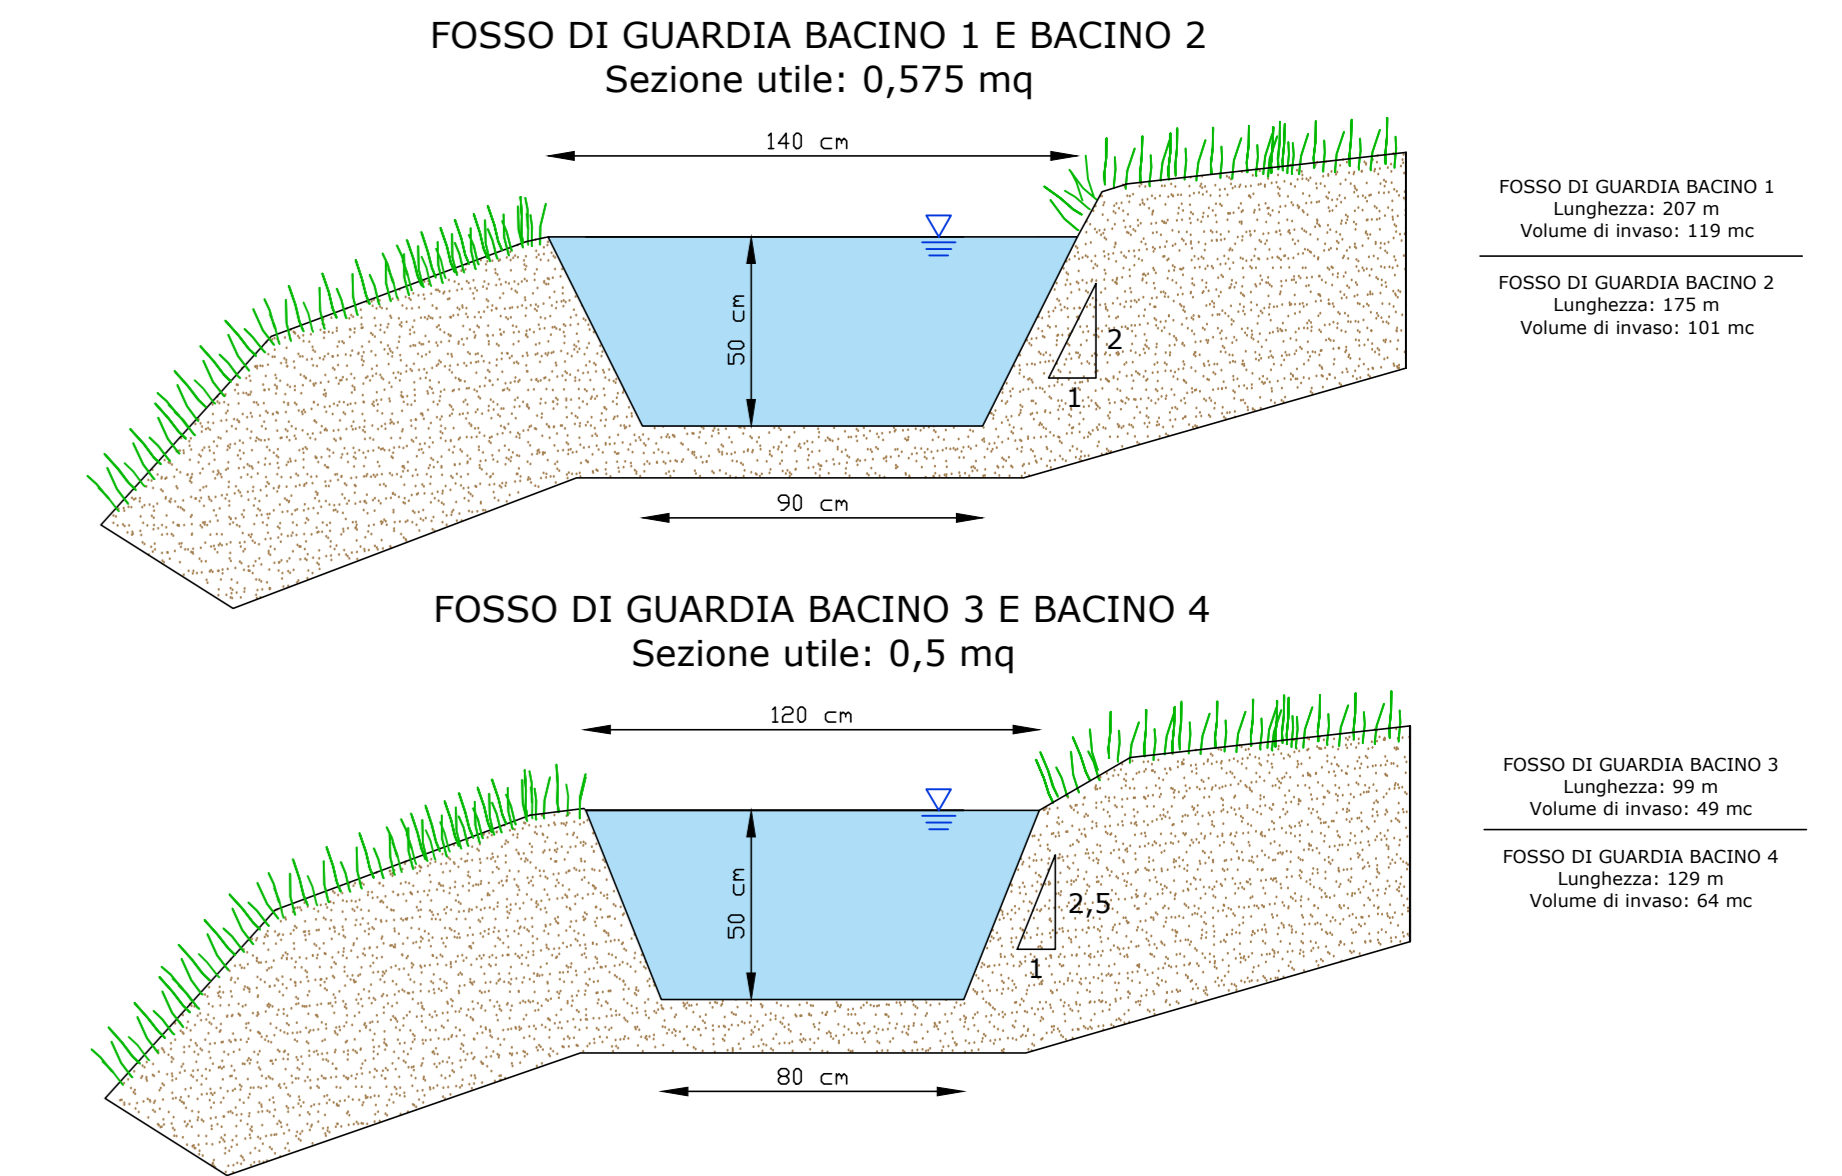 FOSSO DI GUARDIA BACINO 1 E BACINO 2
Sezione utile: 0,575 mq
140 cm
50 cm
2
1
90 cm
FOSSO DI GUARDIA BACINO 1
Lunghezza: 207 m
Volume di invaso: 119 mc
FOSSO DI GUARDIA BACINO 2
Lunghezza: 175 m
Volume di invaso: 101 mc
FOSSO DI GUARDIA BACINO 3 E BACINO 4
Sezione utile: 0,5 mq
120 cm
50 cm
2,5
1
80 cm
FOSSO DI GUARDIA BACINO 3
Lunghezza: 99 m
Volume di invaso: 49 mc
FOSSO DI GUARDIA BACINO 4
Lunghezza: 129 m
Volume di invaso: 64 mc